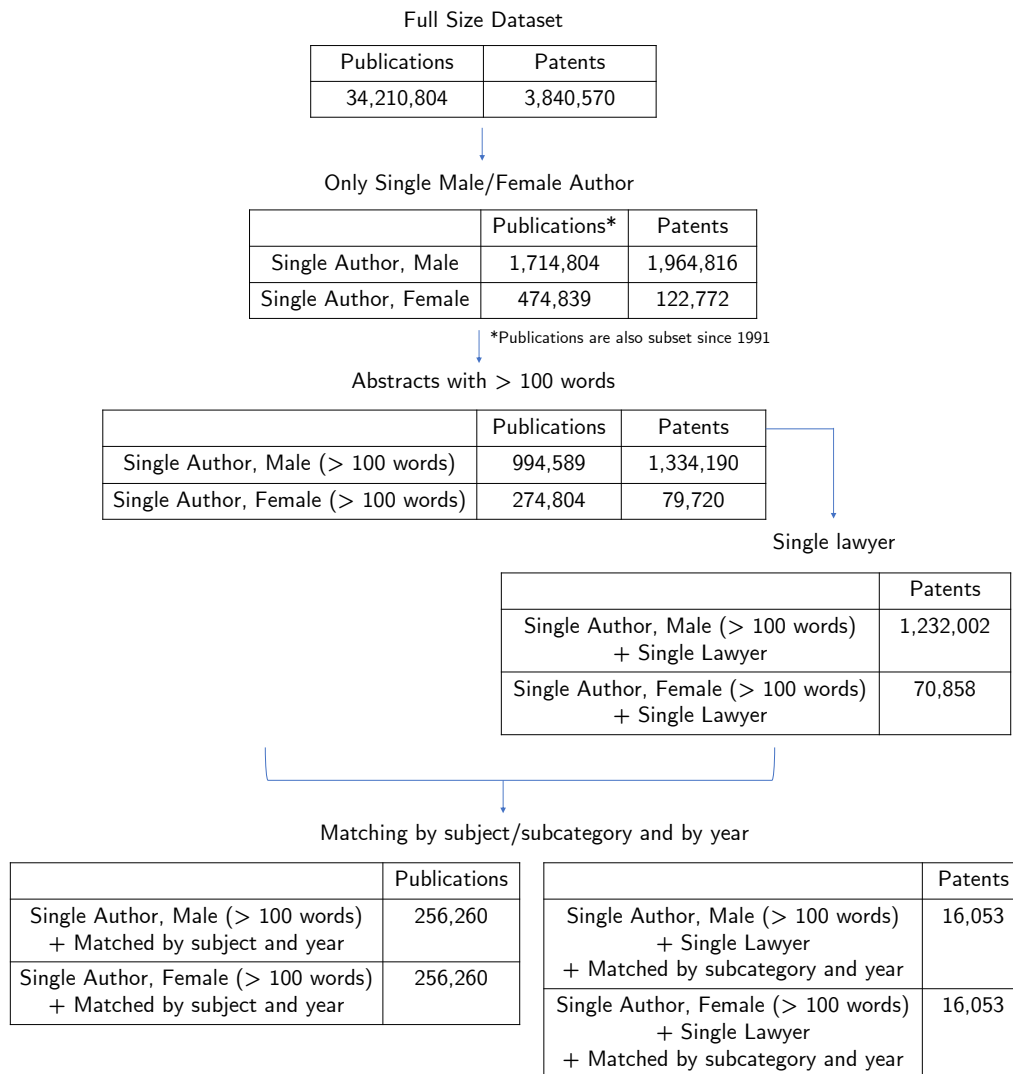 Full Size Dataset
Publications Patents
34,210,804 3,840,570
Only Single Male/Female Author
Publications* Patents
Single Author, Male 1,714,804 1,964,816
Single Author, Female 474,839 122,772
*Publications are also subset since 1991
Abstracts with > 100 words
Publications Patents
Single Author, Male (> 100 words) 994,589 1,334,190
Single Author, Female (> 100 words) 274,804 79,720
Single lawyer
Patents
Single Author, Male (> 100 words) 1,232,002
+ Single Lawyer
Single Author, Female (> 100 words) 70,858
+ Single Lawyer
Matching by subject/subcategory and by year
Publications
Single Author, Male (> 100 words) 256,260
+ Matched by subject and year
Single Author, Female (> 100 words) 256,260
+ Matched by subject and year
Patents
Single Author, Male (> 100 words) 16,053
+ Single Lawyer
+ Matched by subcategory and year
Single Author, Female (> 100 words) 16,053
+ Single Lawyer
+ Matched by subcategory and year